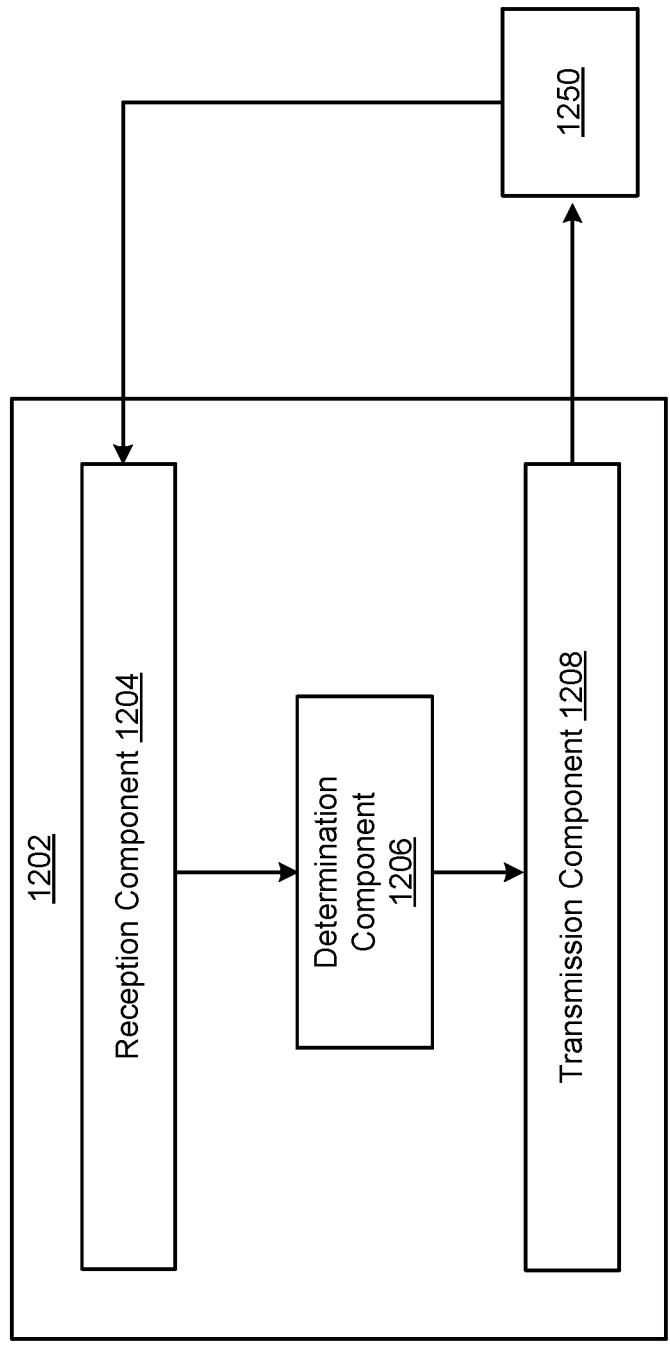 1202
Reception Component 1204
Determination
Component
1206
Transmission Component 1208
1250